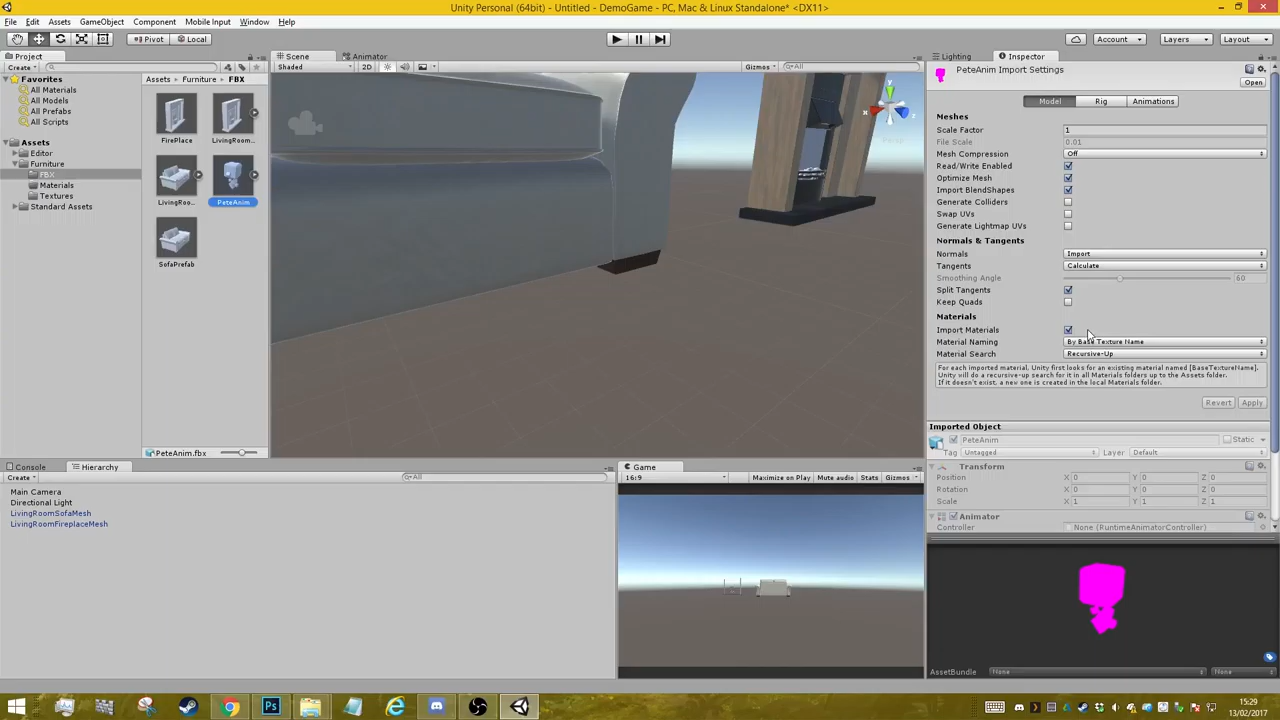 Unity Personal (64bit) - Untitled - DemoGame - PC, Mac & Linux Standalone* <DX11>
File Edit Assets GameObject Component Mobile Input Window Help
Pivot Local Account Layers Layout
Project Scene Animator Lighting Inspector
Create All Shaded 2D Gizmos All
PeteAnim Import Settings
Open
Favorites
All Materials
All Models
All Prefabs
All Scripts
Assets
Editor
Furniture
FBX
Materials
Textures
Standard Assets
Assets Furniture FBX
FirePlace LivingRoom...
LivingRoo... PeteAnim
SofaPrefab
PeteAnim.fbx
y
x
z
Persp
Model Rig Animations
Meshes
Scale Factor 1
File Scale 0.01
Mesh Compression Off
Read/Write Enabled
Optimize Mesh
Import BlendShapes
Generate Colliders
Swap UVs
Generate Lightmap UVs
Normals & Tangents
Normals Import
Tangents Calculate
Smoothing Angle 60
Split Tangents
Keep Quads
Materials
Import Materials
Material Naming By Base Texture Name
Material Search Recursive-Up
For each imported material, Unity first looks for an existing material named [BaseTextureName].
Unity will do a recursive-up search for it in all Materials folders up to the Assets folder.
If it doesn't exist, a new one is created in the local Materials folder.
Revert Apply
Imported Object
PeteAnim Static
Tag Untagged Layer Default
Transform
Position X 0 Y 0 Z 0
Rotation X 0 Y 0 Z 0
Scale X 1 Y 1 Z 1
Animator
Controller None (RuntimeAnimatorController)
AssetBundle None None
Console Hierarchy
Create All
Main Camera
Directional Light
LivingRoomSofaMesh
LivingRoomFireplaceMesh
Game
16:9 Maximize on Play Mute audio Stats Gizmos
Ps
15:29
13/02/2017